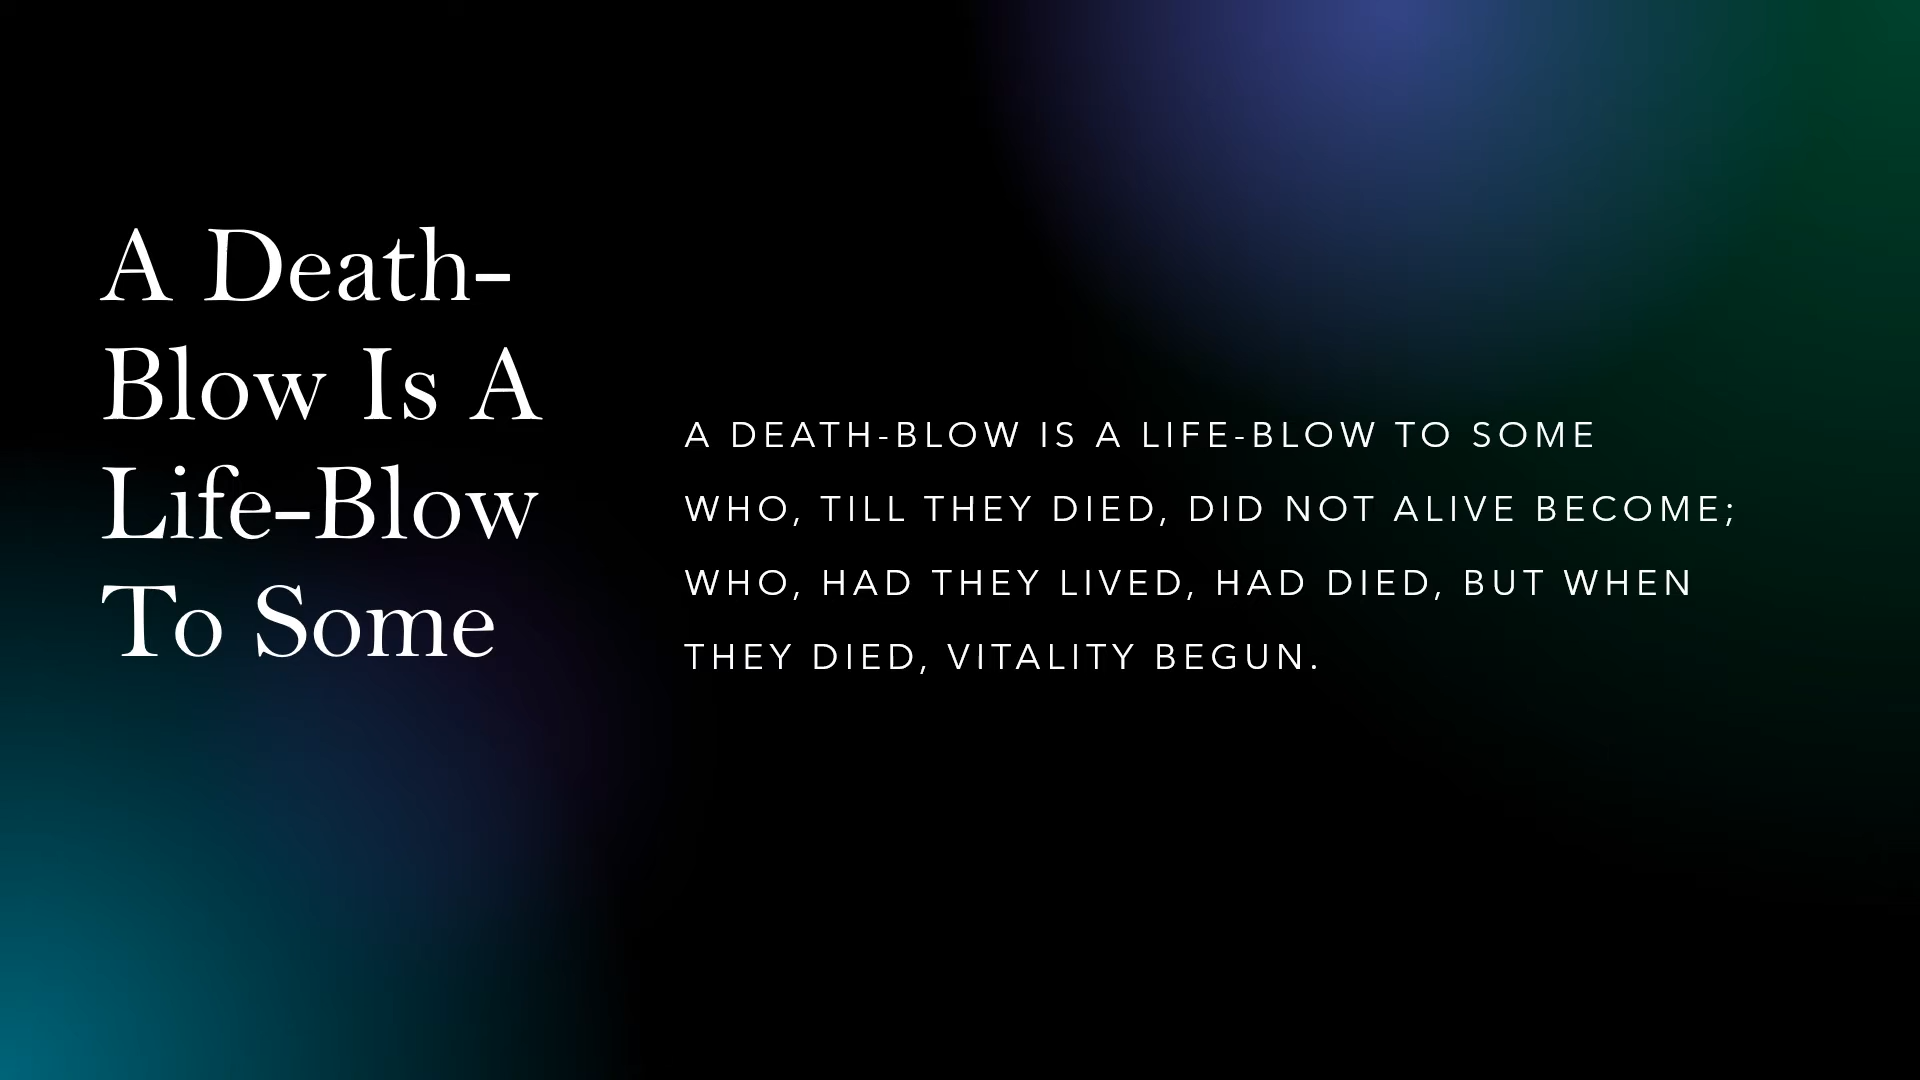 A Death-
Blow Is A
Life-Blow
To Some
A DEATH-BLOW IS A LIFE-BLOW TO SOME
WHO, TILL THEY DIED, DID NOT ALIVE BECOME;
WHO, HAD THEY LIVED, HAD DIED, BUT WHEN
THEY DIED, VITALITY BEGUN.